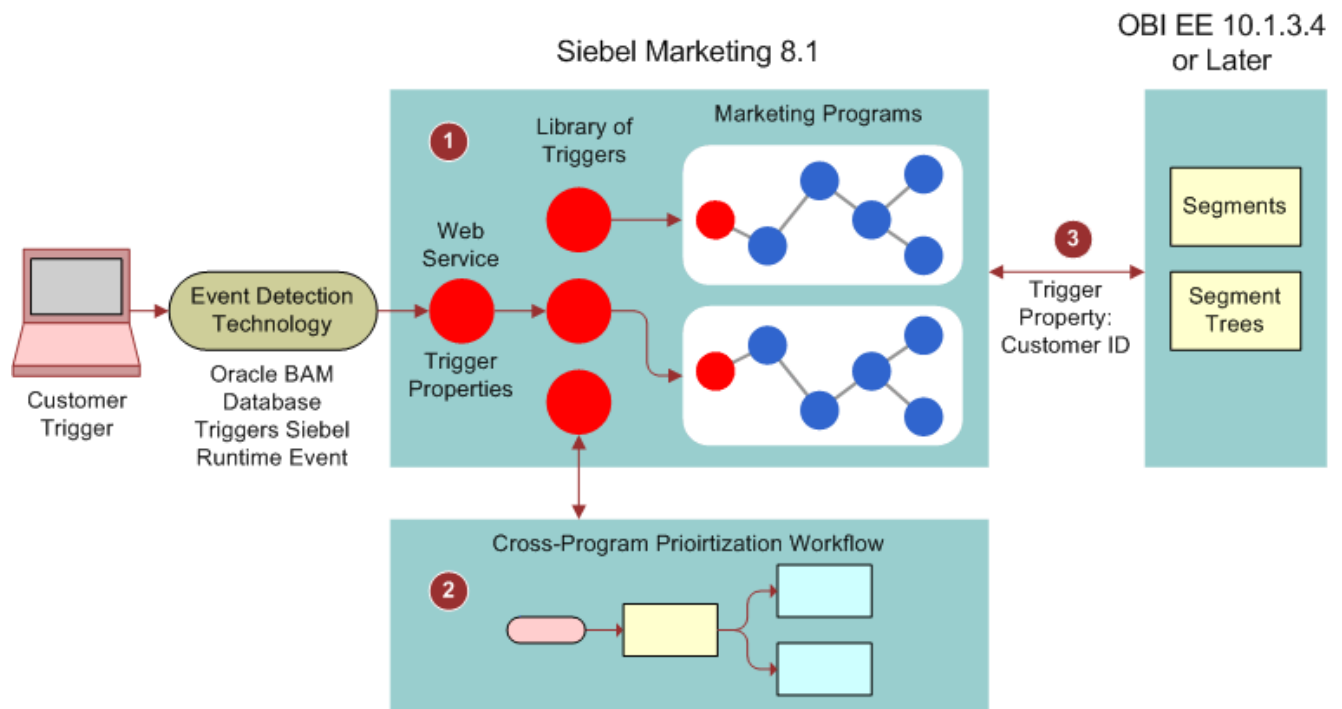 OBI EE 10.1.3.4
or Later
Siebel Marketing 8.1
1
Library of
Triggers
Marketing Programs
Web
Service
Trigger
Properties
Event Detection
Technology
Oracle BAM
Database
Triggers Siebel
Runtime Event
Customer
Trigger
3
Trigger
Property:
Customer ID
Segments
Segment
Trees
Cross-Program Prioirtization Workflow
2